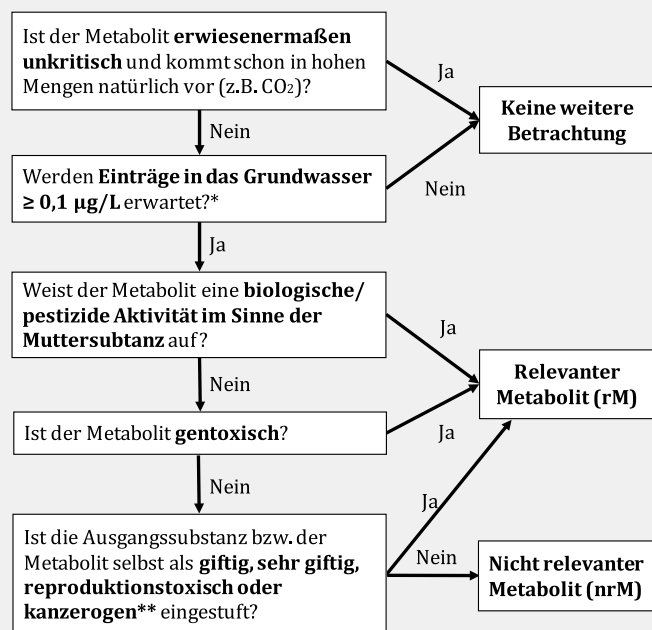 Ist der Metabolit erwiesenermaßen
unkritisch und kommt schon in hohen
Mengen natürlich vor (z.B. CO₂)?
Ja
Keine weitere
Betrachtung
Nein
Werden Einträge in das Grundwasser
≥ 0,1 µg/L erwartet?*
Nein
Ja
Weist der Metabolit eine biologische/
pestizide Aktivität im Sinne der
Muttersubtanz auf?
Ja
Relevanter
Metabolit (rM)
Nein
Ist der Metabolit gentoxisch?
Ja
Nein
Ja
Ist die Ausgangssubstanz bzw. der
Metabolit selbst als giftig, sehr giftig,
reproduktionstoxisch oder
kanzerogen** eingestuft?
Nein
Nicht relevanter
Metabolit (nrM)